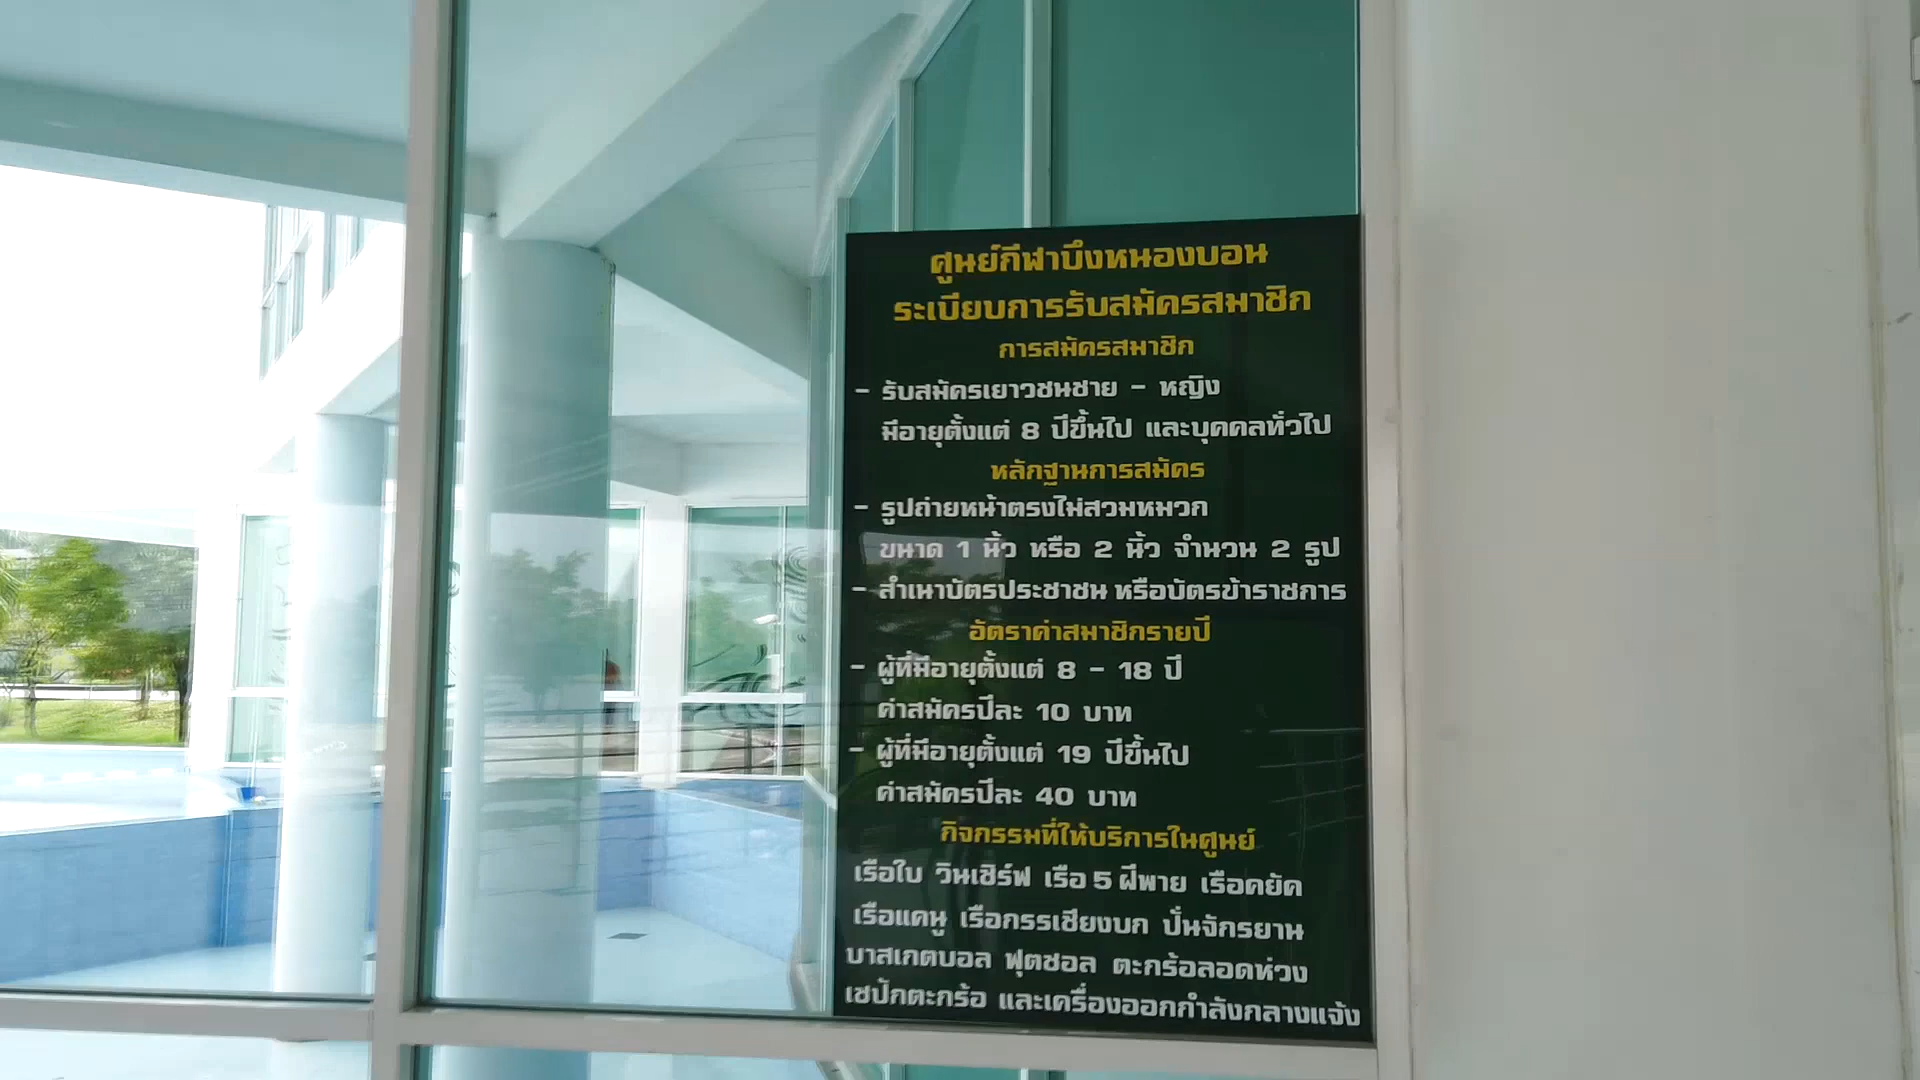 ศูนย์กีฬาบึงหนองบอน
ระเบียบการรับสมัครสมาชิก
การสมัครสมาชิก
- รับสมัครเยาวชนชาย - หญิง
มีอายุตั้งแต่ 8 ปีขึ้นไป และบุคคลทั่วไป
หลักฐานการสมัคร
- รูปถ่ายหน้าตรงไม่สวมหมวก
ขนาด 1 นิ้ว หรือ 2 นิ้ว จำนวน 2 รูป
- สำเนาบัตรประชาชน หรือบัตรข้าราชการ
อัตราค่าสมาชิกรายปี
- ผู้ที่มีอายุตั้งแต่ 8 - 18 ปี
ค่าสมัครปีละ 10 บาท
- ผู้ที่มีอายุตั้งแต่ 19 ปีขึ้นไป
ค่าสมัครปีละ 40 บาท
กิจกรรมที่ให้บริการในศูนย์
เรือใบ วินเซิร์ฟ เรือ 5 ฝีพาย เรือคยัค
เรือแคนู เรือกรรเชียงบก ปั่นจักรยาน
บาสเกตบอล ฟุตซอล ตะกร้อลอดห่วง
เซปักตะกร้อ และเครื่องออกกำลังกลางแจ้ง